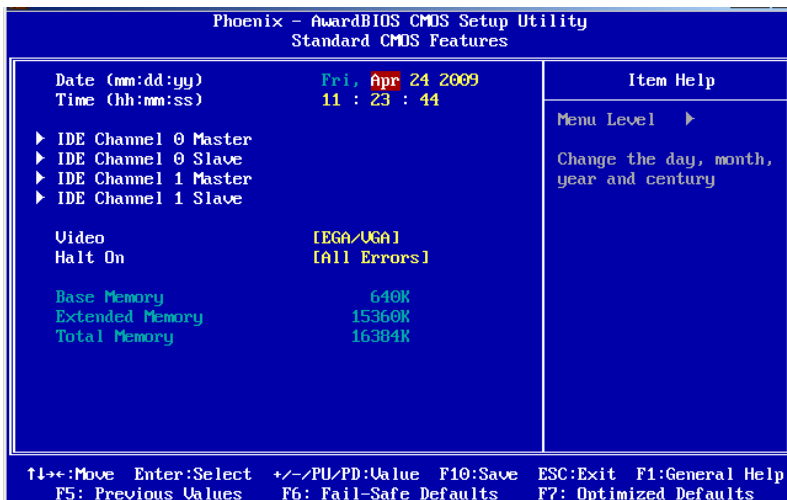 Phoenix - AwardBIOS CMOS Setup Utility
Standard CMOS Features
Date (mm:dd:yy) Fri, Apr 24 2009
Time (hh:mm:ss) 11 : 23 : 44
▶ IDE Channel 0 Master
▶ IDE Channel 0 Slave
▶ IDE Channel 1 Master
▶ IDE Channel 1 Slave
Video [EGA/VGA]
Halt On [All Errors]
Base Memory 640K
Extended Memory 15360K
Total Memory 16384K
Item Help
Menu Level ▶
Change the day, month,
year and century
↑↓→←:Move Enter:Select +/-/PU/PD:Value F10:Save ESC:Exit F1:General Help
F5: Previous Values F6: Fail-Safe Defaults F7: Optimized Defaults